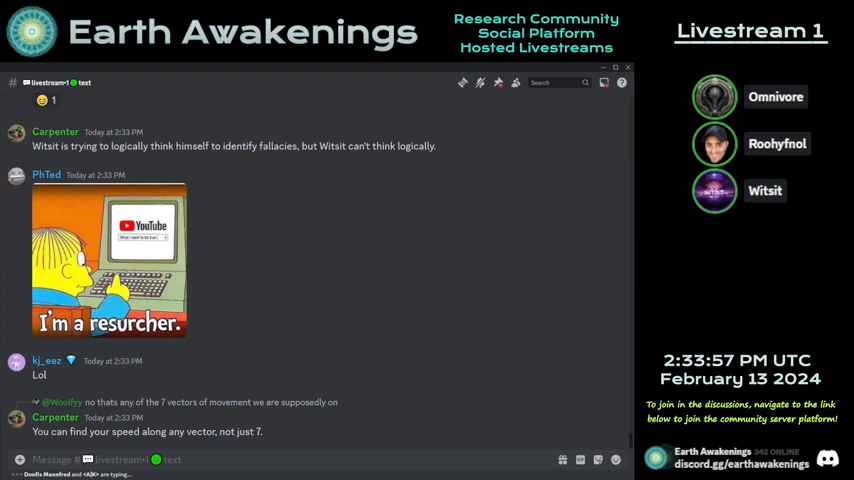 Earth Awakenings
Research Community
Social Platform
Hosted Livestreams
Livestream 1
# livestream-1 text
Search
1
Carpenter Today at 2:33 PM
Witsit is trying to logically think himself to identify fallacies, but Witsit can't think logically.
PhTed Today at 2:33 PM
YouTube
What I want to be true
I'm a resurcher.
kj_eez Today at 2:33 PM
Lol
@Woolfyy no thats any of the 7 vectors of movement we are supposedly on
Carpenter Today at 2:33 PM
You can find your speed along any vector, not just 7.
Message # livestream-1 text
Doofis Mannfred and <A|K> are typing...
Omnivore
Roohyfnol
Witsit
2:33:57 PM UTC
February 13 2024
To join in the discussions, navigate to the link
below to join the community server platform!
Earth Awakenings 342 ONLINE
discord.gg/earthawakenings